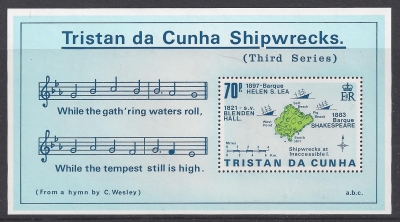 Tristan da Cunha Shipwrecks.
(Third Series)
While the gath'ring waters roll,
While the tempest still is high.
(From a hymn by C. Wesley)
70p
1897-Barque
HELEN S. LEA
1821-s.v.
BLENDEN
HALL.
1883
Barque
SHAKESPEARE
EIIR
Miles
Shipwrecks at
Inaccessible I.
TRISTAN DA CUNHA
a.b.c.